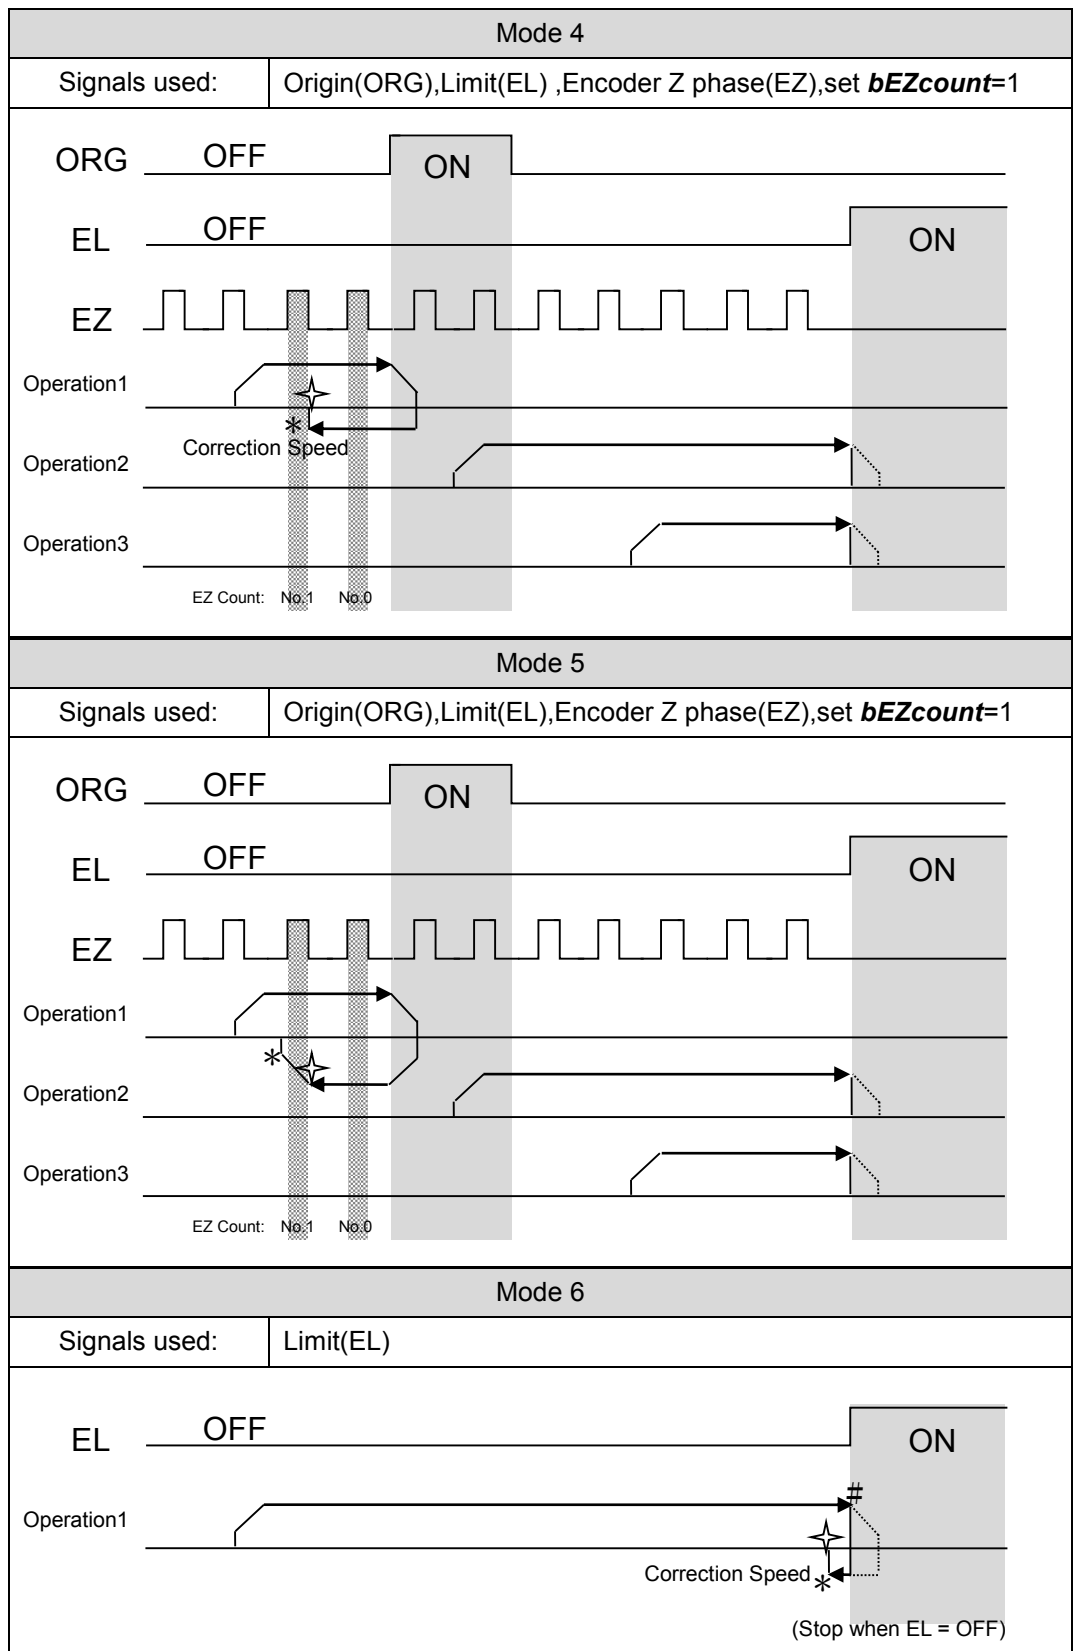 Mode 4
Signals used: Origin(ORG),Limit(EL) ,Encoder Z phase(EZ),set bEZcount=1
ORG OFF ON
EL OFF ON
EZ
Operation1
*
Correction Speed
Operation2
Operation3
EZ Count: No.1 No.0
Mode 5
Signals used: Origin(ORG),Limit(EL),Encoder Z phase(EZ),set bEZcount=1
ORG OFF ON
EL OFF ON
EZ
Operation1
*
Operation2
Operation3
EZ Count: No.1 No.0
Mode 6
Signals used: Limit(EL)
EL OFF ON
#
Operation1
Correction Speed *
(Stop when EL = OFF)